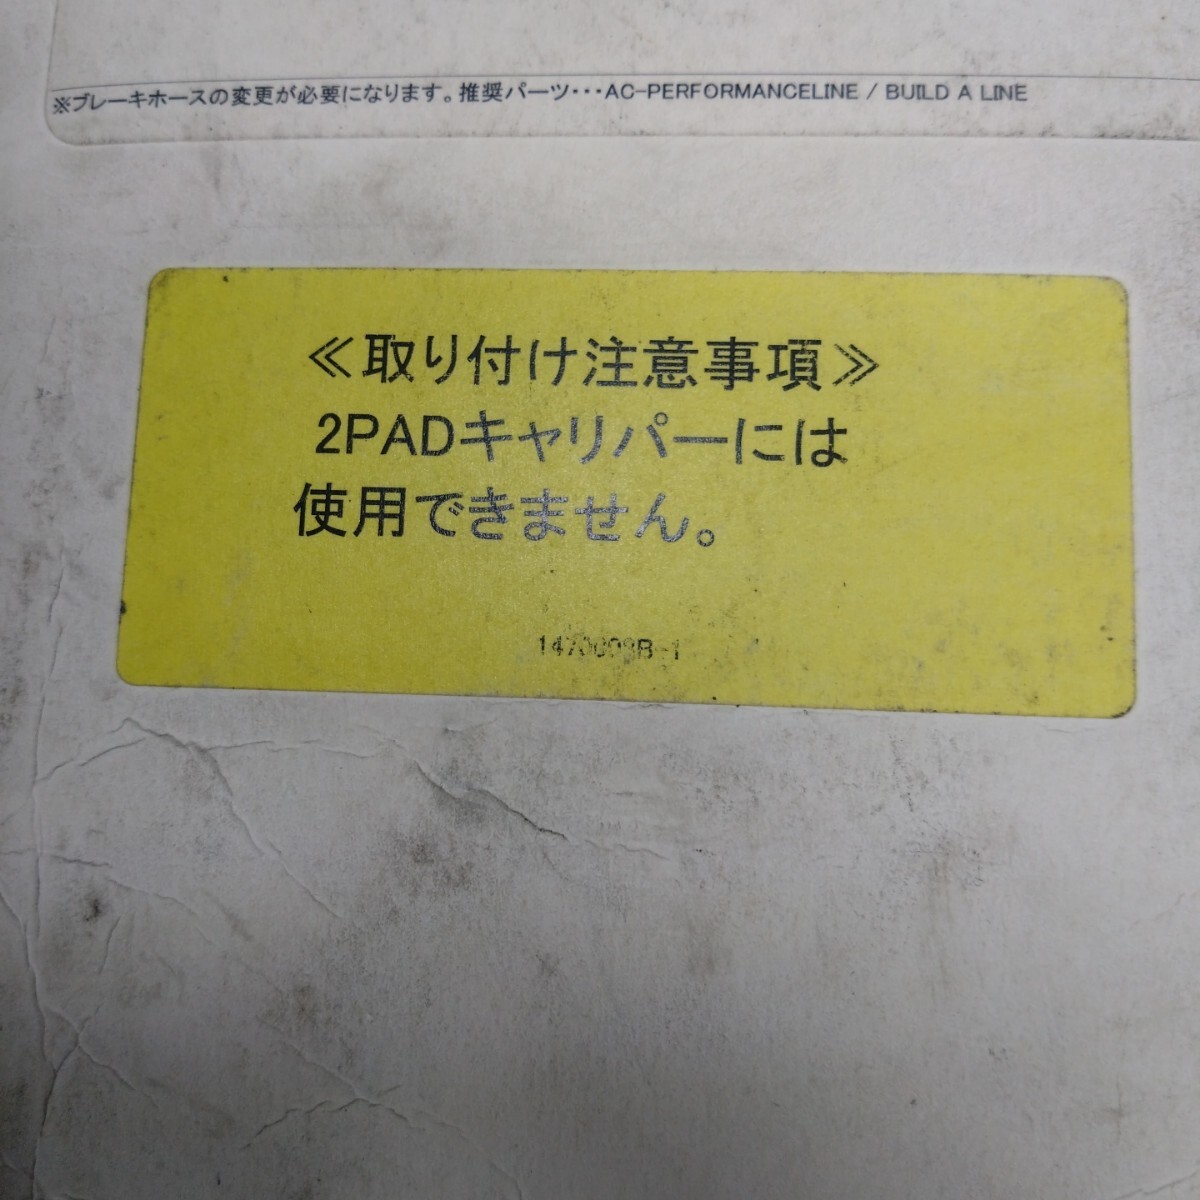 ※ブレーキホースの変更が必要になります。推奨パーツ・・・AC-PERFORMANCELINE / BUILD A LINE
≪取り付け注意事項≫
2PADキャリパーには
使用できません。